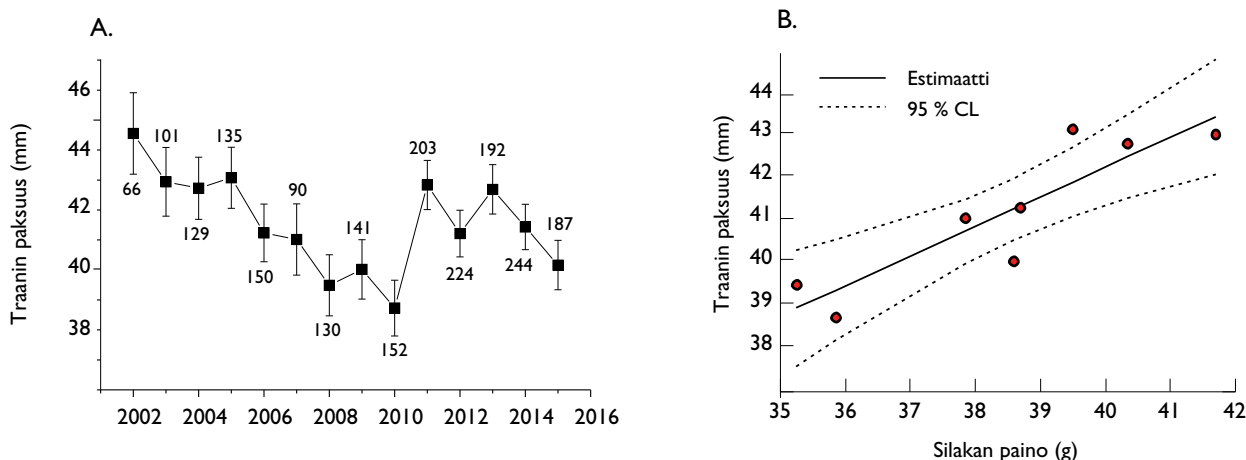 A.
Traanin paksuus (mm)
46
44
42
40
38
66
101
129
135
150
90
130
141
152
203
224
192
244
187
2002 2004 2006 2008 2010 2012 2014 2016
B.
Traanin paksuus (mm)
44
43
42
41
40
39
38
Estimaatti
95 % CL
35 36 37 38 39 40 41 42
Silakan paino (g)